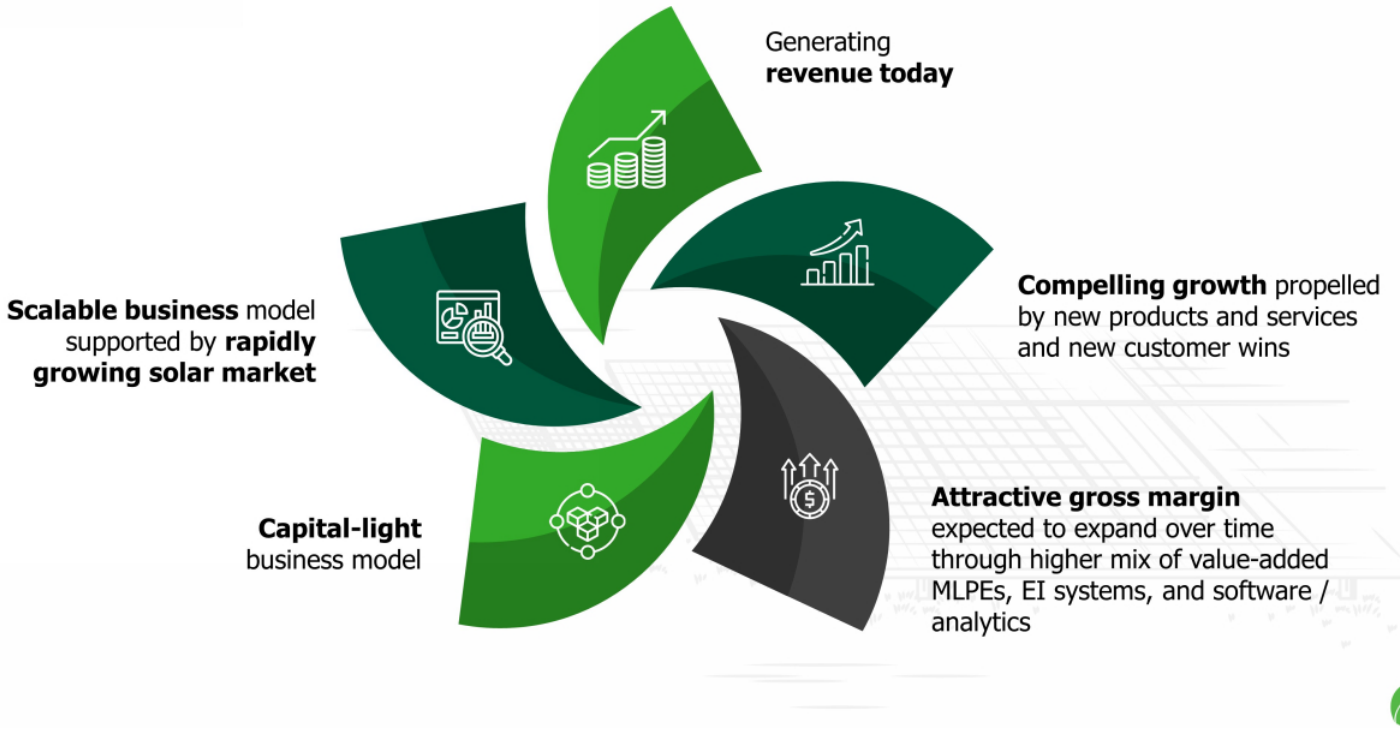 Generating
revenue today
Compelling growth propelled
by new products and services
and new customer wins
Attractive gross margin
expected to expand over time
through higher mix of value-added
MLPEs, EI systems, and software /
analytics
Capital-light
business model
Scalable business model
supported by rapidly
growing solar market
$